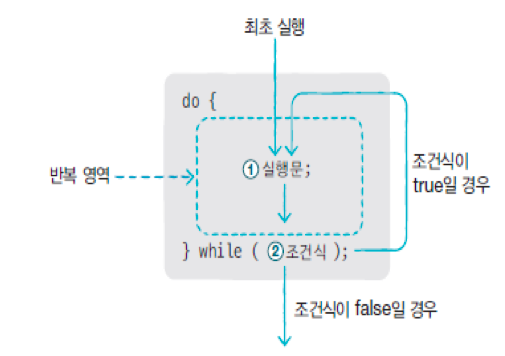 최초 실행
do {
① 실행문;
반복 영역
조건식이
true일 경우
} while ( ② 조건식 );
조건식이 false일 경우